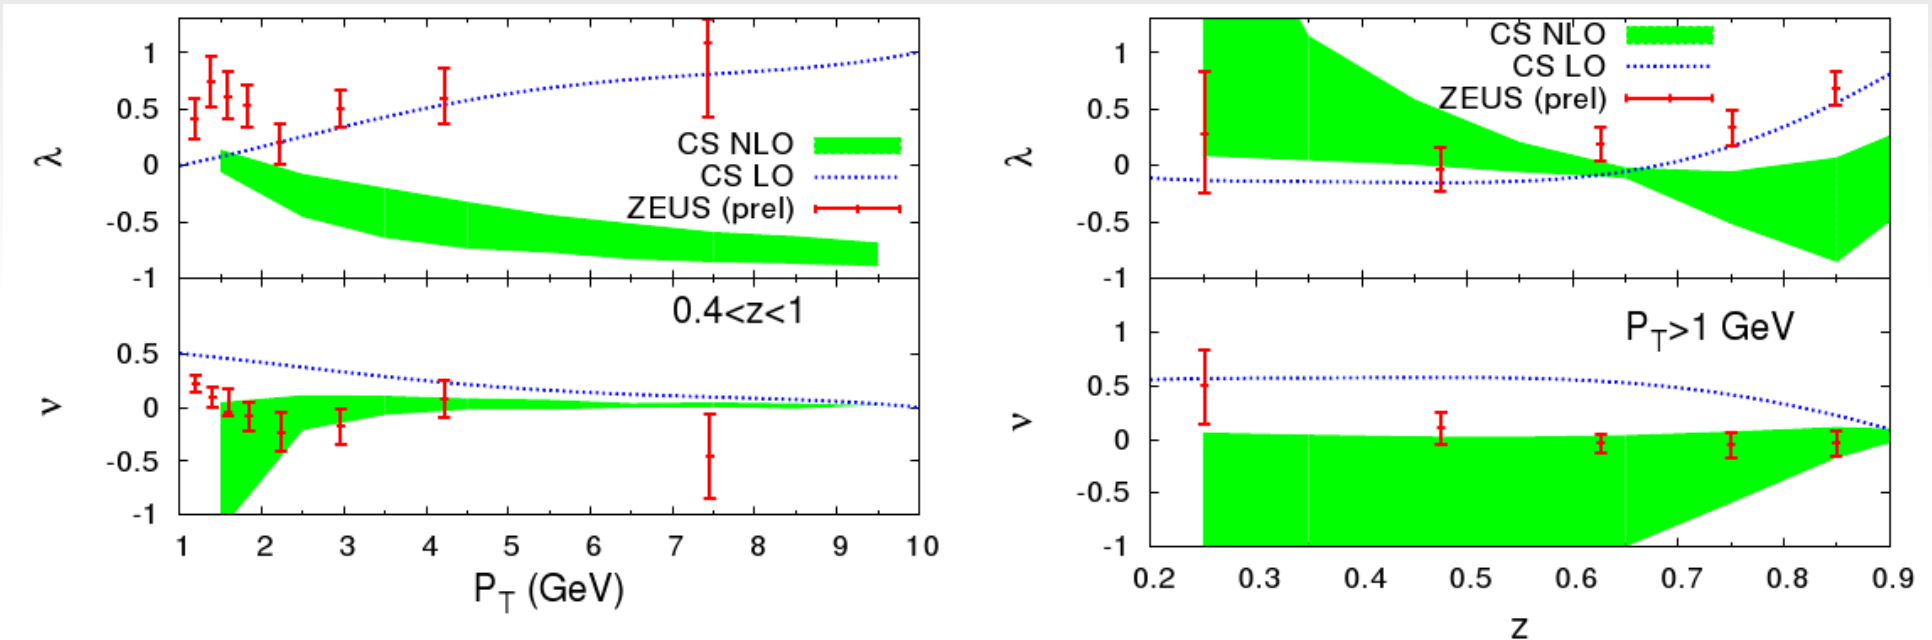 1
0.5
0
-0.5
-1
λ
CS NLO
CS LO
ZEUS (prel)
0.4<z<1
0.5
0
-0.5
-1
ν
1 2 3 4 5 6 7 8 9 10
P_T (GeV)
1
0.5
0
-0.5
-1
λ
CS NLO
CS LO
ZEUS (prel)
P_T>1 GeV
1
0.5
0
-0.5
-1
ν
0.2 0.3 0.4 0.5 0.6 0.7 0.8 0.9
z